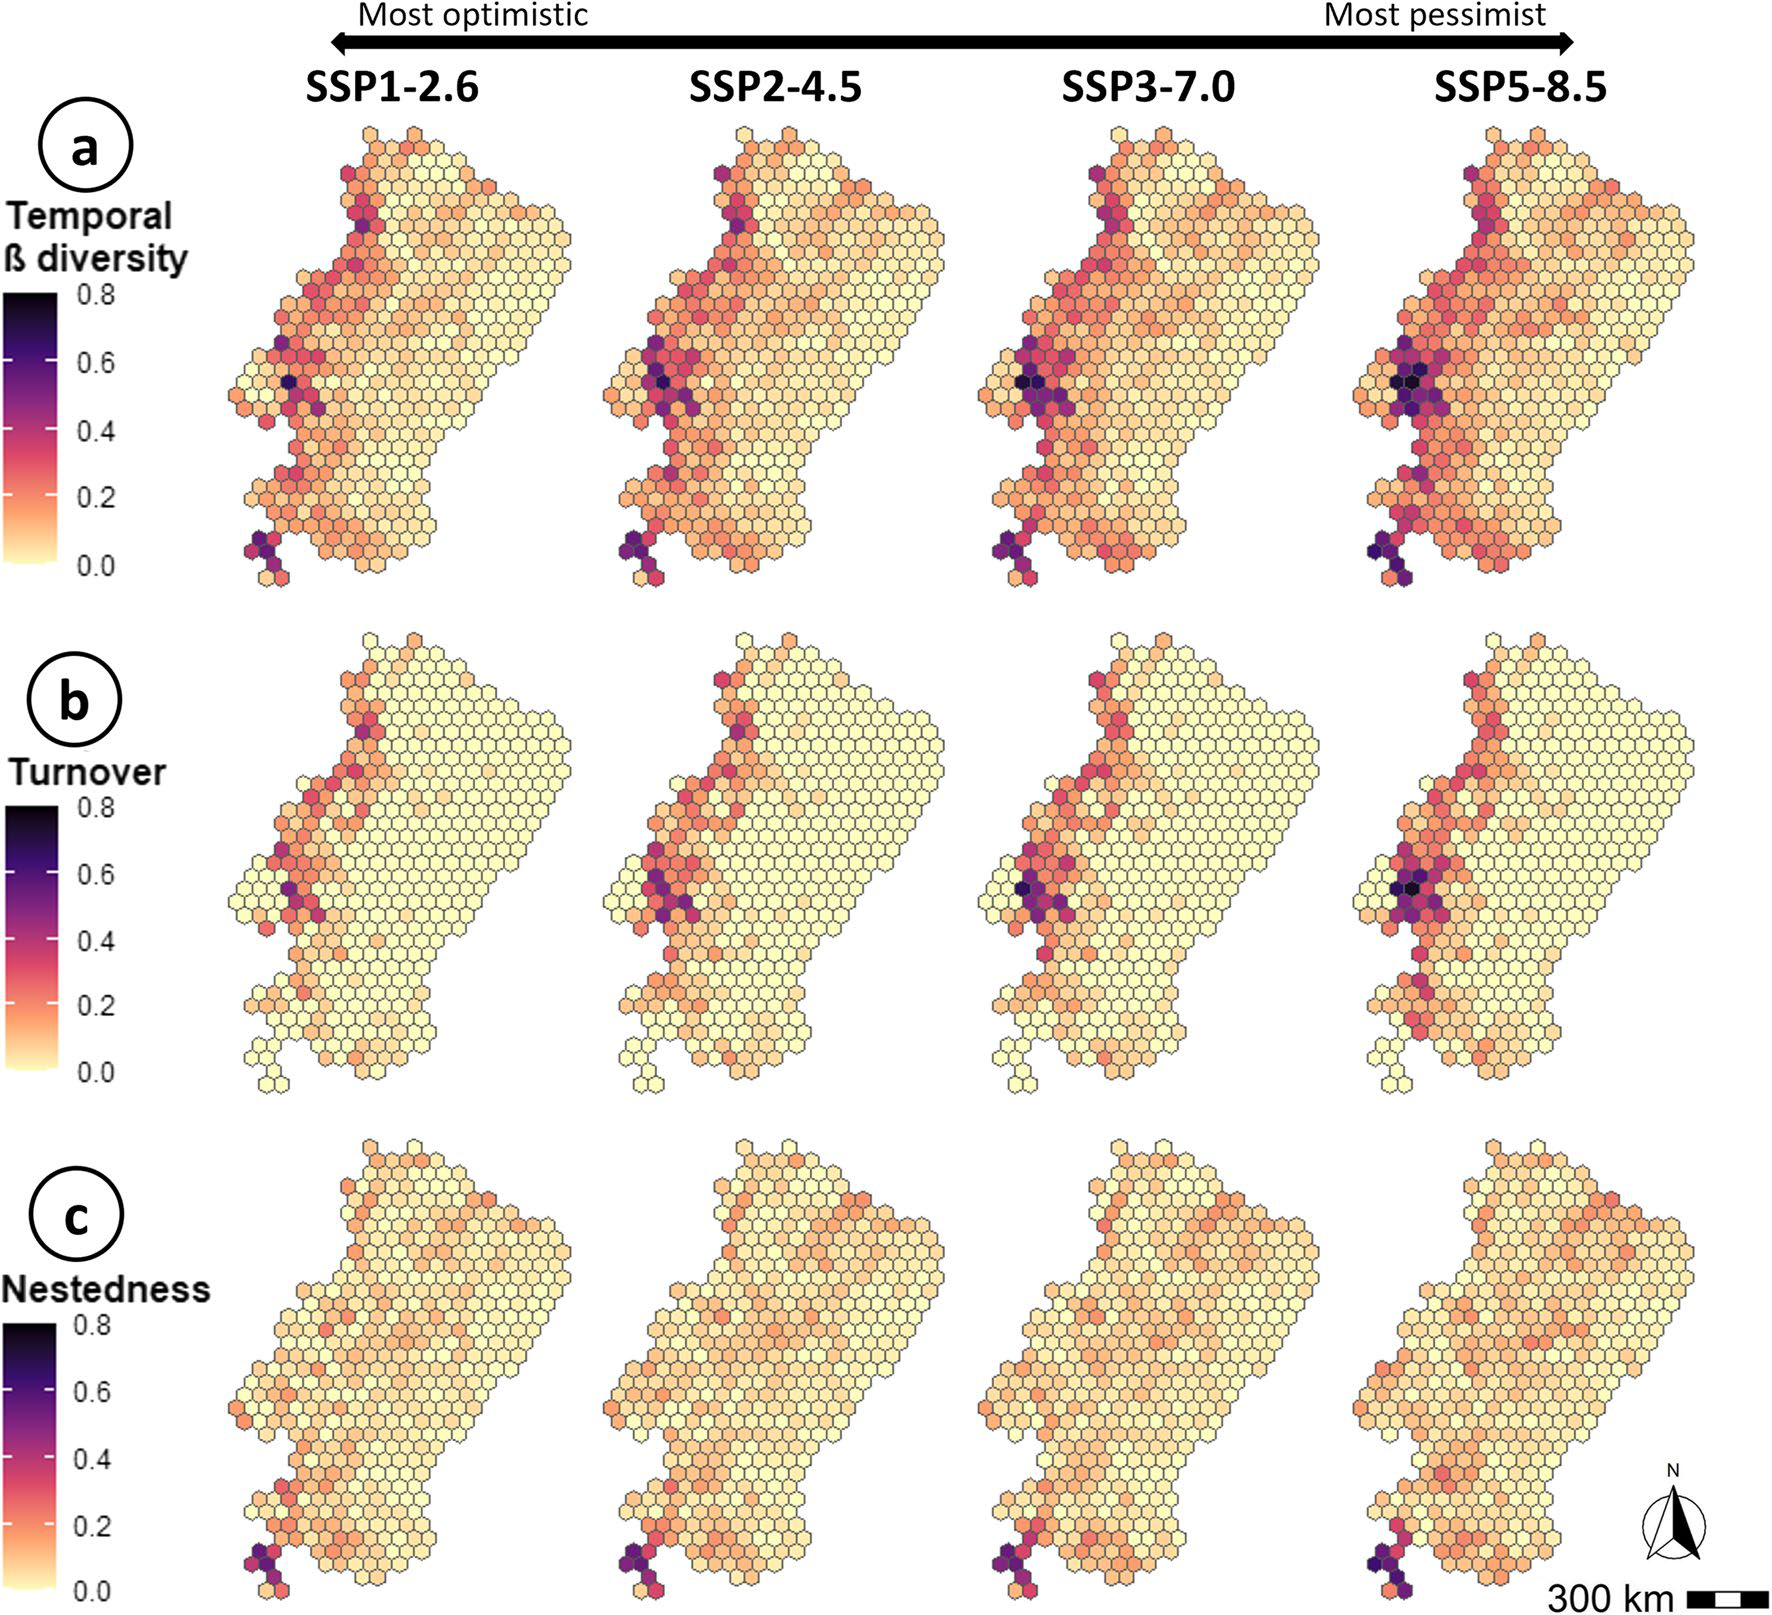 Most optimistic Most pessimist
SSP1-2.6 SSP2-4.5 SSP3-7.0 SSP5-8.5
a
Temporal
ß diversity
0.8
0.6
0.4
0.2
0.0
b
Turnover
0.8
0.6
0.4
0.2
0.0
c
Nestedness
0.8
0.6
0.4
0.2
0.0
N
300 km